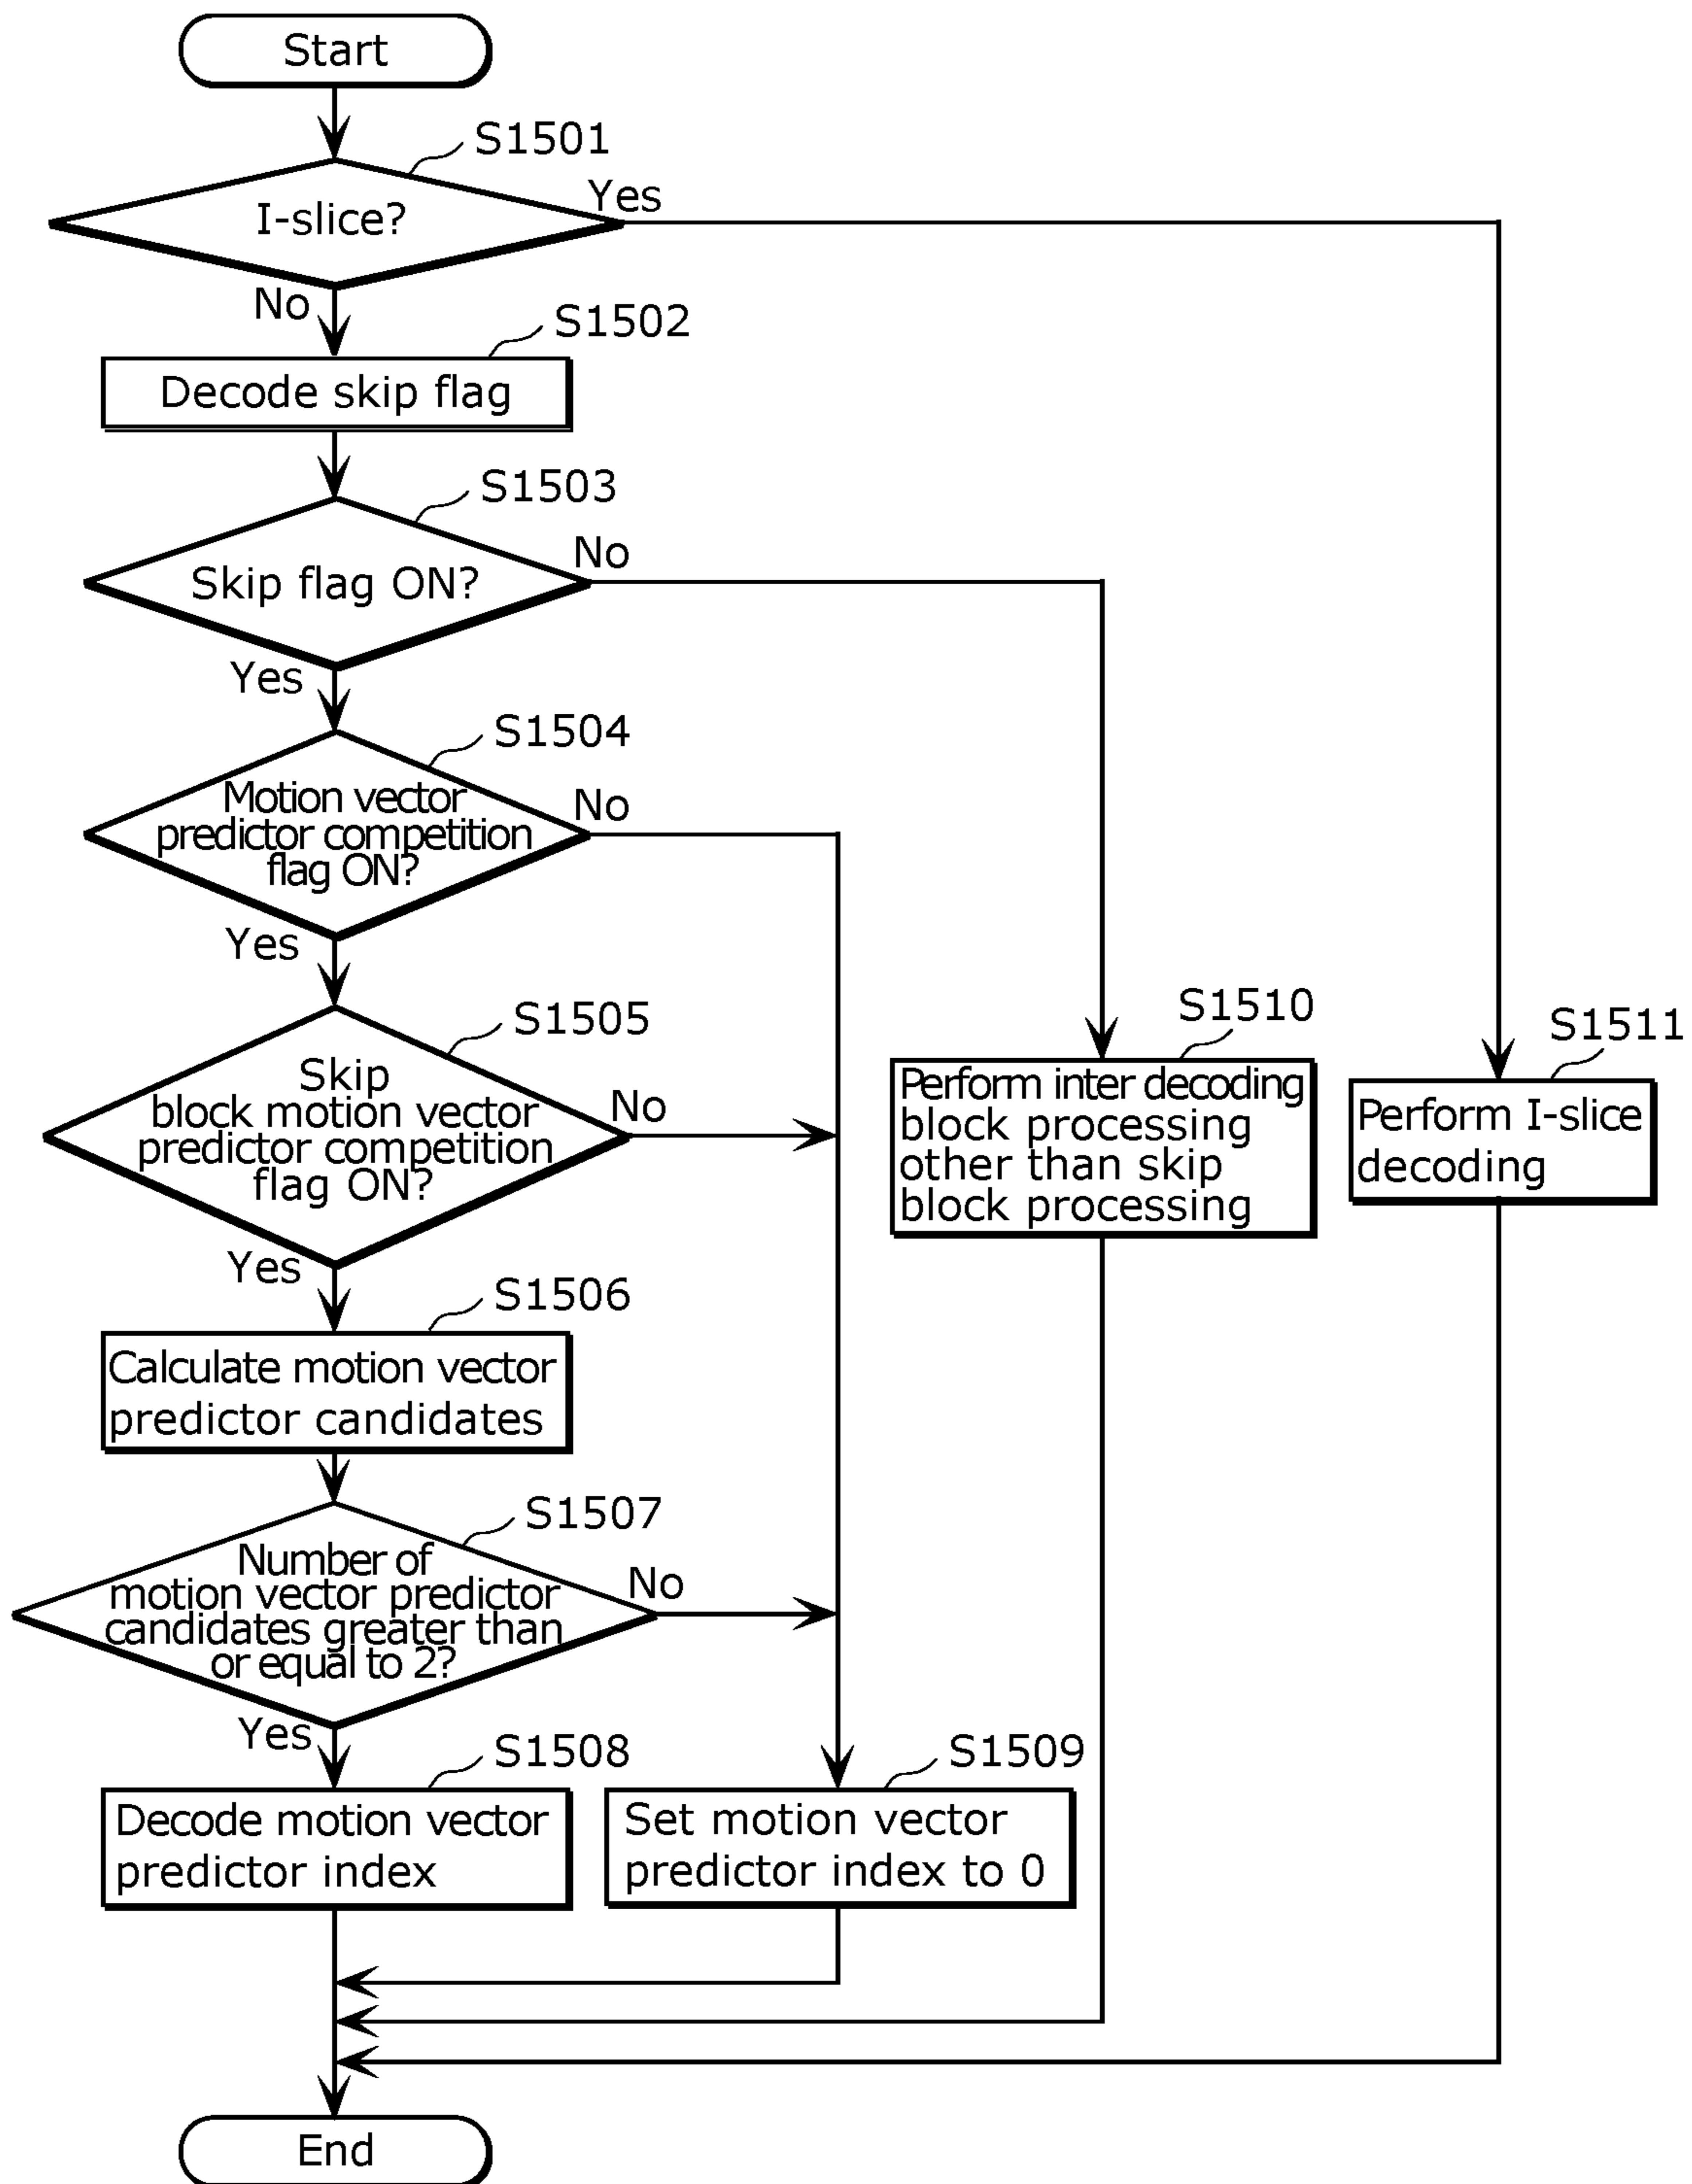 Start
S1501
I-slice?
Yes
No
S1502
Decode skip flag
S1503
Skip flag ON?
No
Yes
S1504
Motion vector
predictor competition
flag ON?
No
Yes
S1505
Skip
block motion vector
predictor competition
flag ON?
No
Yes
S1510
Perform inter decoding
block processing
other than skip
block processing
S1511
Perform I-slice
decoding
S1506
Calculate motion vector
predictor candidates
S1507
Number of
motion vector predictor
candidates greater than
or equal to 2?
No
Yes
S1508
Decode motion vector
predictor index
S1509
Set motion vector
predictor index to 0
End